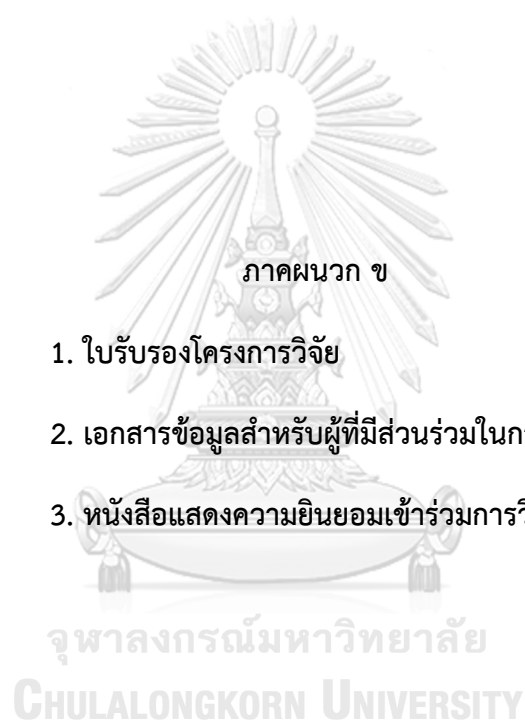 ภาคผนวก ข
1. ใบรับรองโครงการวิจัย
2. เอกสารข้อมูลสำหรับผู้ที่มีส่วนร่วมใน
3. หนังสือแสดงความยินยอมเข้าร่วมการ
จุฬาลงกรณ์มหาวิทยาลัย
CHULALONGKORN UNIVERSITY